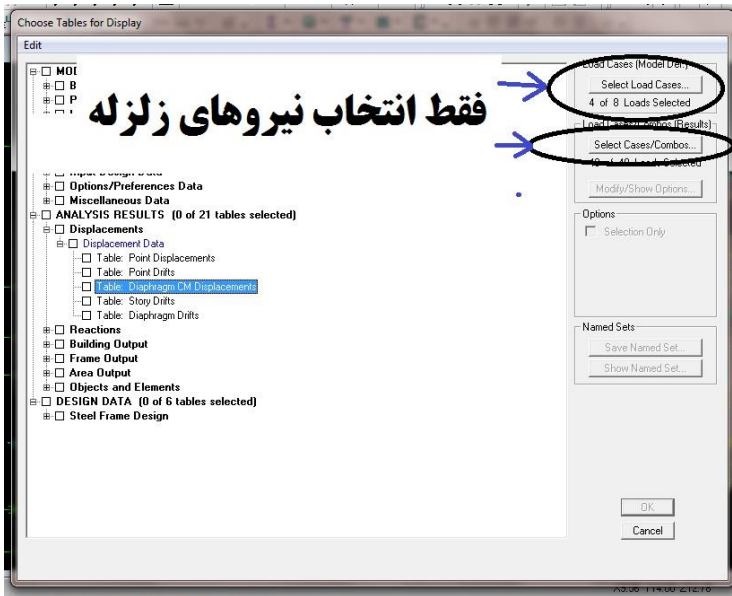 Choose Tables for Display
Edit
فقط انتخاب نیروهای زلزله
Load Cases (Model Def.)
Select Load Cases...
4 of 8 Loads Selected
Load Cases/Combos (Results)
Select Cases/Combos...
Modify/Show Options...
Options
Selection Only
Named Sets
Save Named Set...
Show Named Set...
Input Design Data
Options/Preferences Data
Miscellaneous Data
ANALYSIS RESULTS (0 of 21 tables selected)
Displacements
Displacement Data
Table: Point Displacements
Table: Point Drifts
Table: Diaphragm CM Displacements
Table: Story Drifts
Table: Diaphragm Drifts
Reactions
Building Output
Frame Output
Area Output
Objects and Elements
DESIGN DATA (0 of 6 tables selected)
Steel Frame Design
OK
Cancel